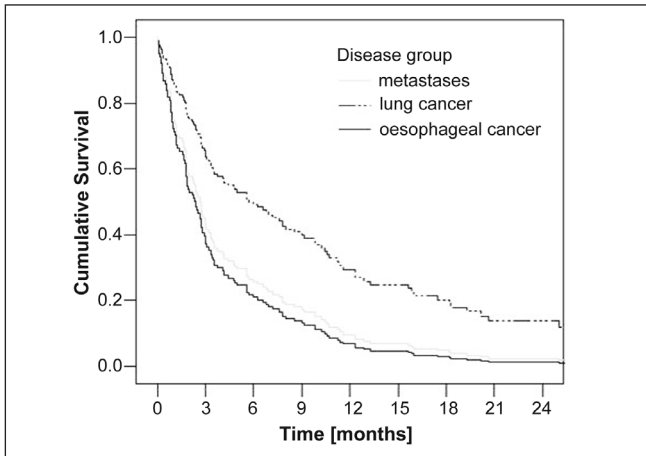 Disease group
metastases
lung cancer
oesophageal cancer
Cumulative Survival
1.0
0.8
0.6
0.4
0.2
0.0
0 3 6 9 12 15 18 21 24
Time [months]